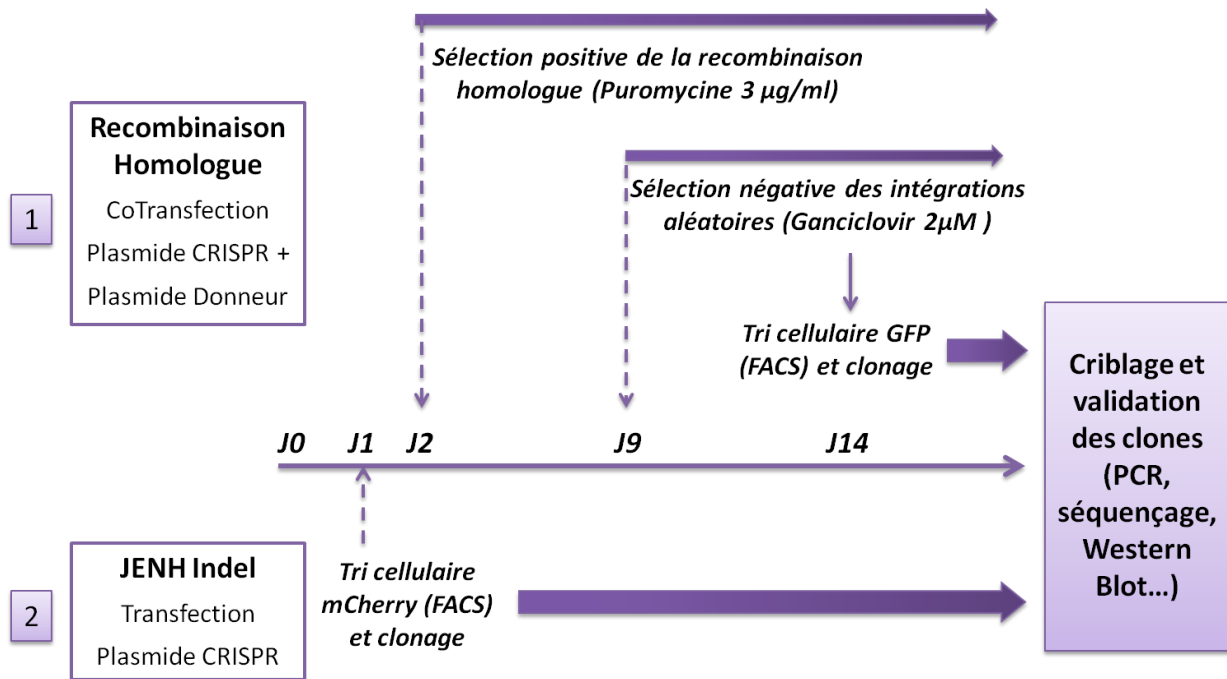 Sélection positive de la recombinaison
homologue (Puromycine 3 µg/ml)
1
Recombinaison
Homologue
CoTransfection
Plasmide CRISPR +
Plasmide Donneur
Sélection négative des intégrations
aléatoires (Ganciclovir 2µM )
Tri cellulaire GFP
(FACS) et clonage
J0 J1 J2 J9 J14
2
JENH Indel
Transfection
Plasmide CRISPR
Tri cellulaire
mCherry (FACS)
et clonage
Criblage et
validation
des clones
(PCR,
séquençage,
Western
Blot…)